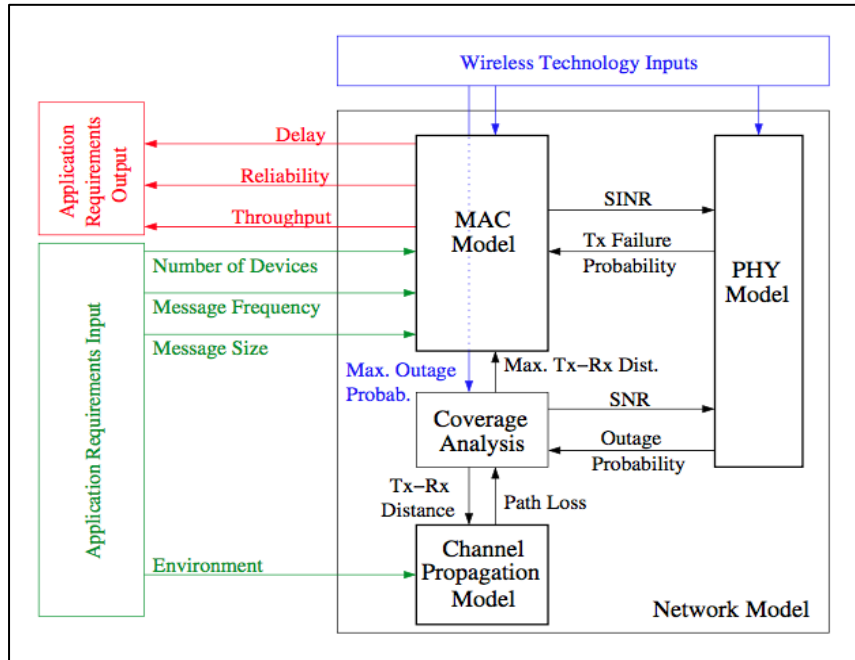 Wireless Technology Inputs
Application
Requirements
Output
Delay
Reliability
Throughput
Application Requirements Input
Number of Devices
Message Frequency
Message Size
Environment
MAC
Model
SINR
Tx Failure
Probability
PHY
Model
Max. Outage
Probab.
Max. Tx-Rx Dist.
Coverage
Analysis
SNR
Outage
Probability
Tx-Rx
Distance
Path Loss
Channel
Propagation
Model
Network Model